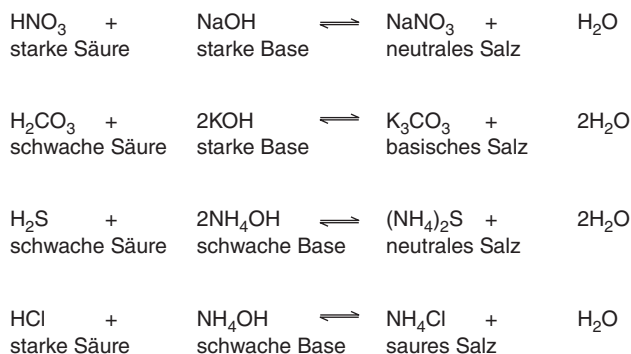 HNO₃ + NaOH ⇌ NaNO₃ + H₂O
starke Säure starke Base neutrales Salz
H₂CO₃ + 2KOH ⇌ K₃CO₃ + 2H₂O
schwache Säure starke Base basisches Salz
H₂S + 2NH₄OH ⇌ (NH₄)₂S + 2H₂O
schwache Säure schwache Base neutrales Salz
HCl + NH₄OH ⇌ NH₄Cl + H₂O
starke Säure schwache Base saures Salz